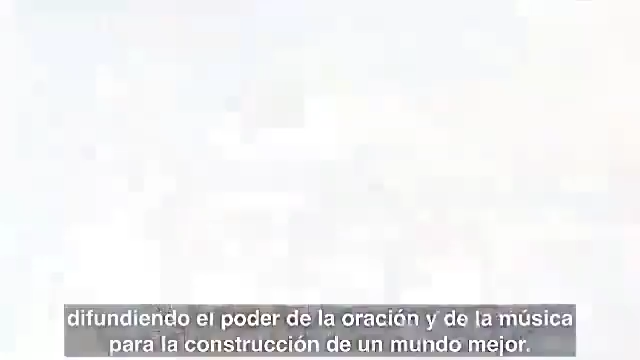 difundiendo el poder de la oración y de la música
para la construcción de un mundo mejor.